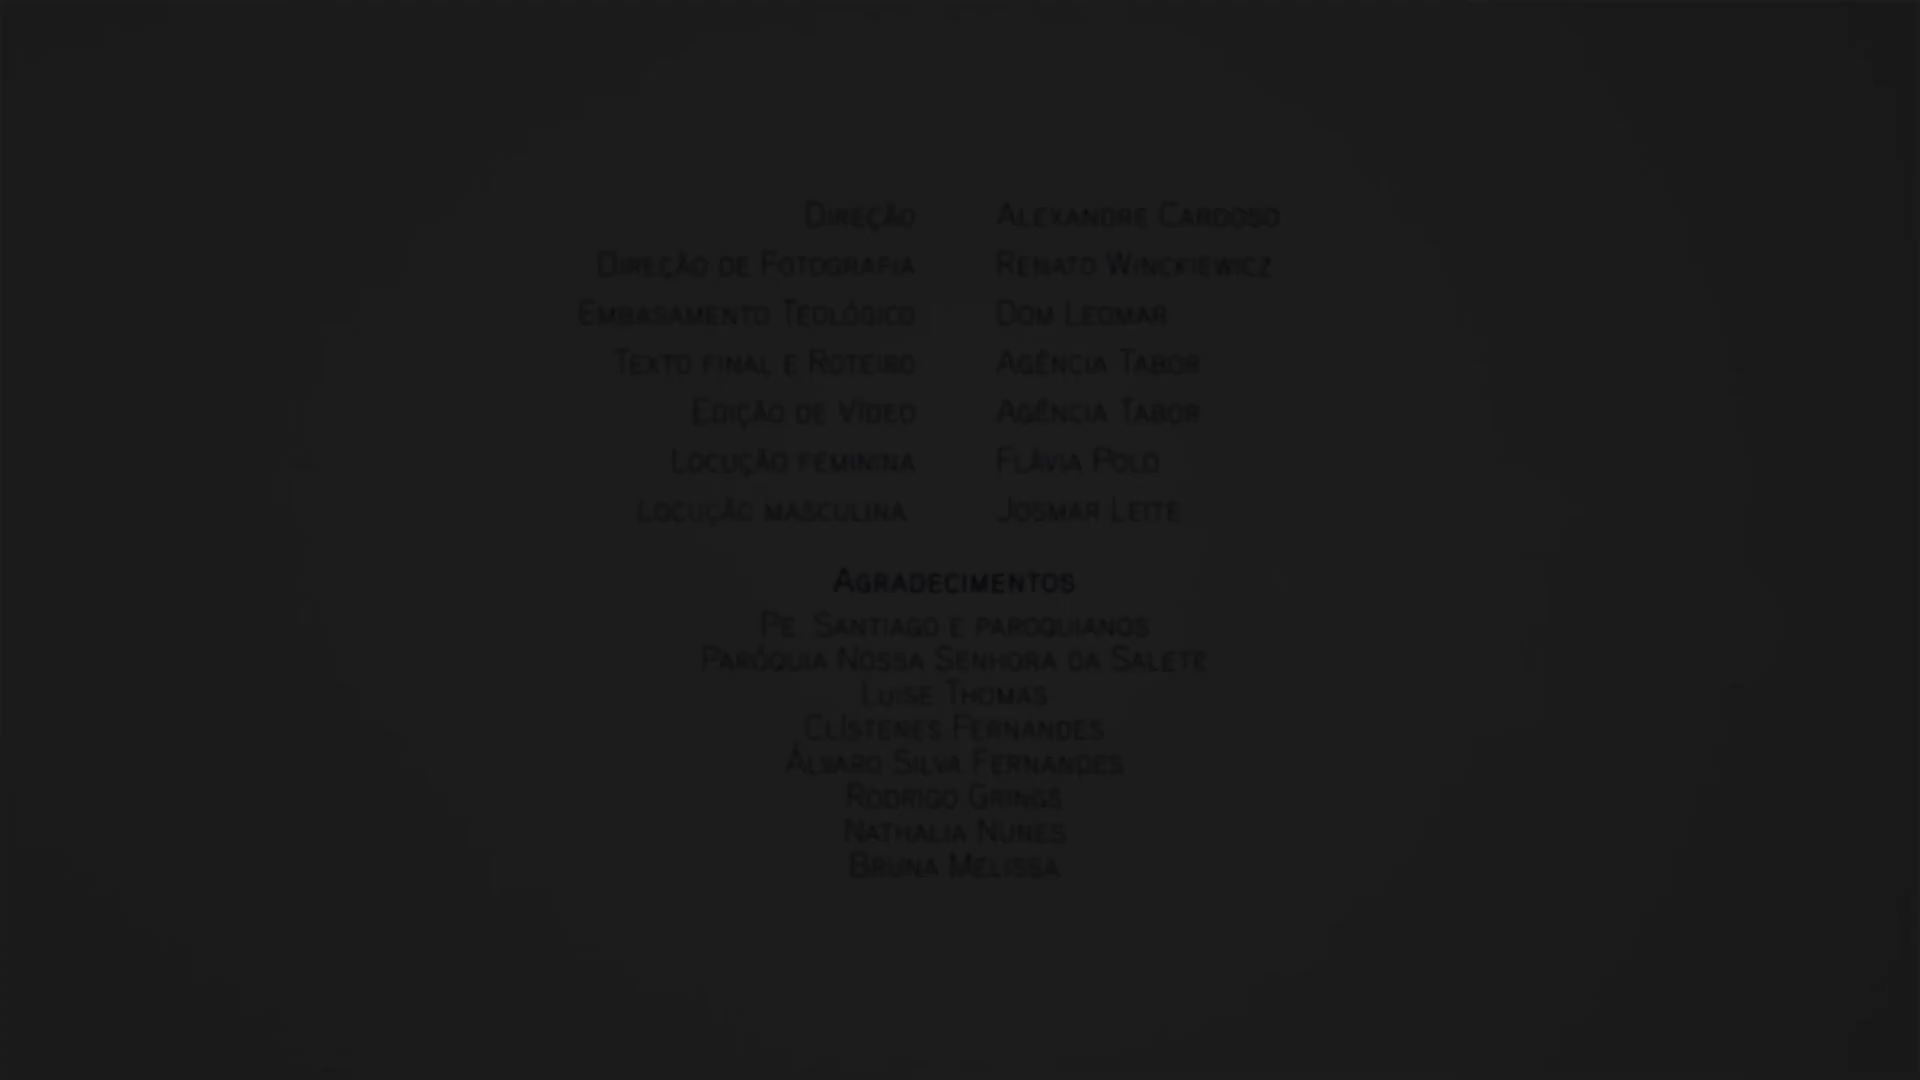 Direção Alexandre Cardoso
Direção de Fotografia Renato Winckiewicz
Embasamento Teológico Dom Leomar
Texto final e Roteiro Agência Tabor
Edição de Vídeo Agência Tabor
Locução feminina Flávia Polo
Locução masculina Josmar Leite
Agradecimentos
Pe. Santiago e paroquianos
Paróquia Nossa Senhora da Salete
Luise Thomas
Clístenes Fernandes
Álvaro Silva Fernandes
Rodrigo Grings
Nathalia Nunes
Bruna Melissa